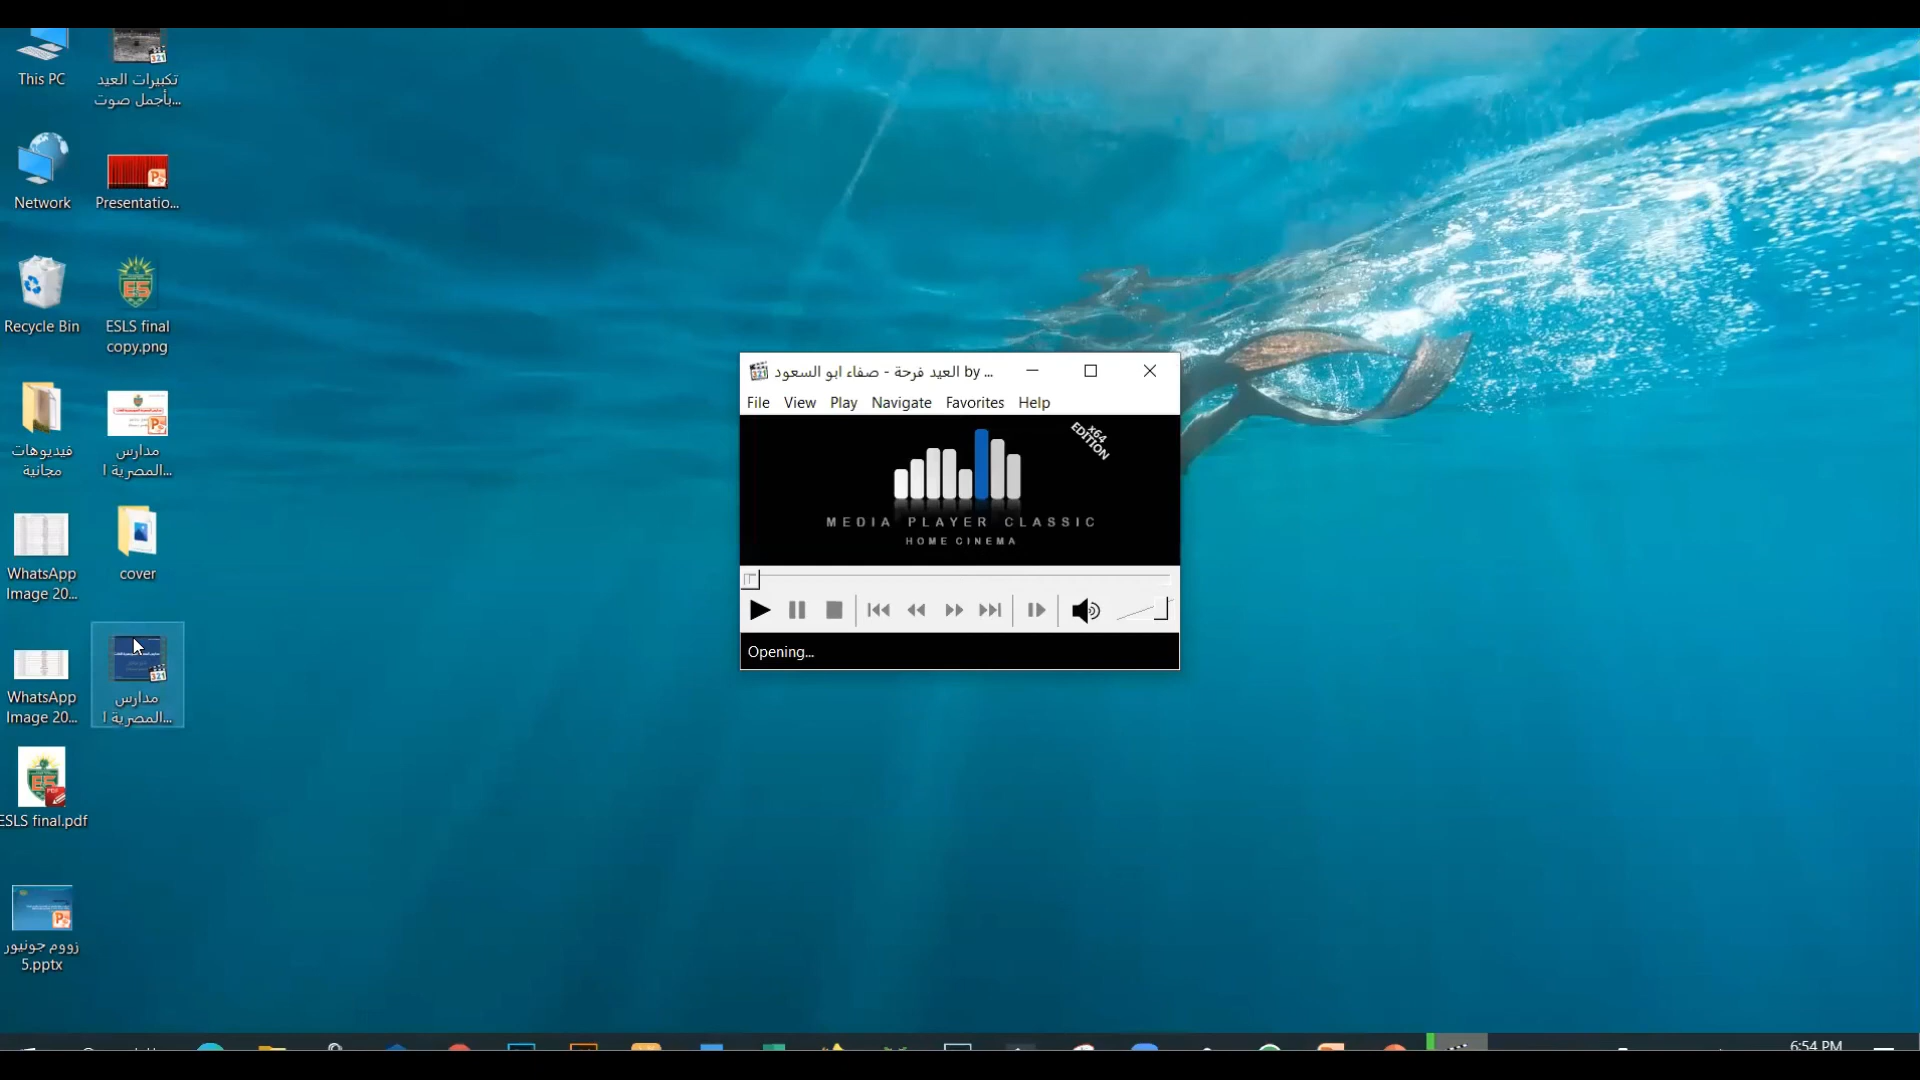 This PC
تكبيرات العيد
بأجمل صوت...
Network
Presentatio...
Recycle Bin
ESLS final
copy.png
فيديوهات
مجانية
مدارس
المصرية ا...
WhatsApp
Image 20...
cover
WhatsApp
Image 20...
مدارس
المصرية ا...
ESLS final.pdf
زووم جونيور
5.pptx
العيد فرحة - صفاء ابو السعود by ...
File View Play Navigate Favorites Help
x64
EDITION
MEDIA PLAYER CLASSIC
HOME CINEMA
Opening...
6:54 PM